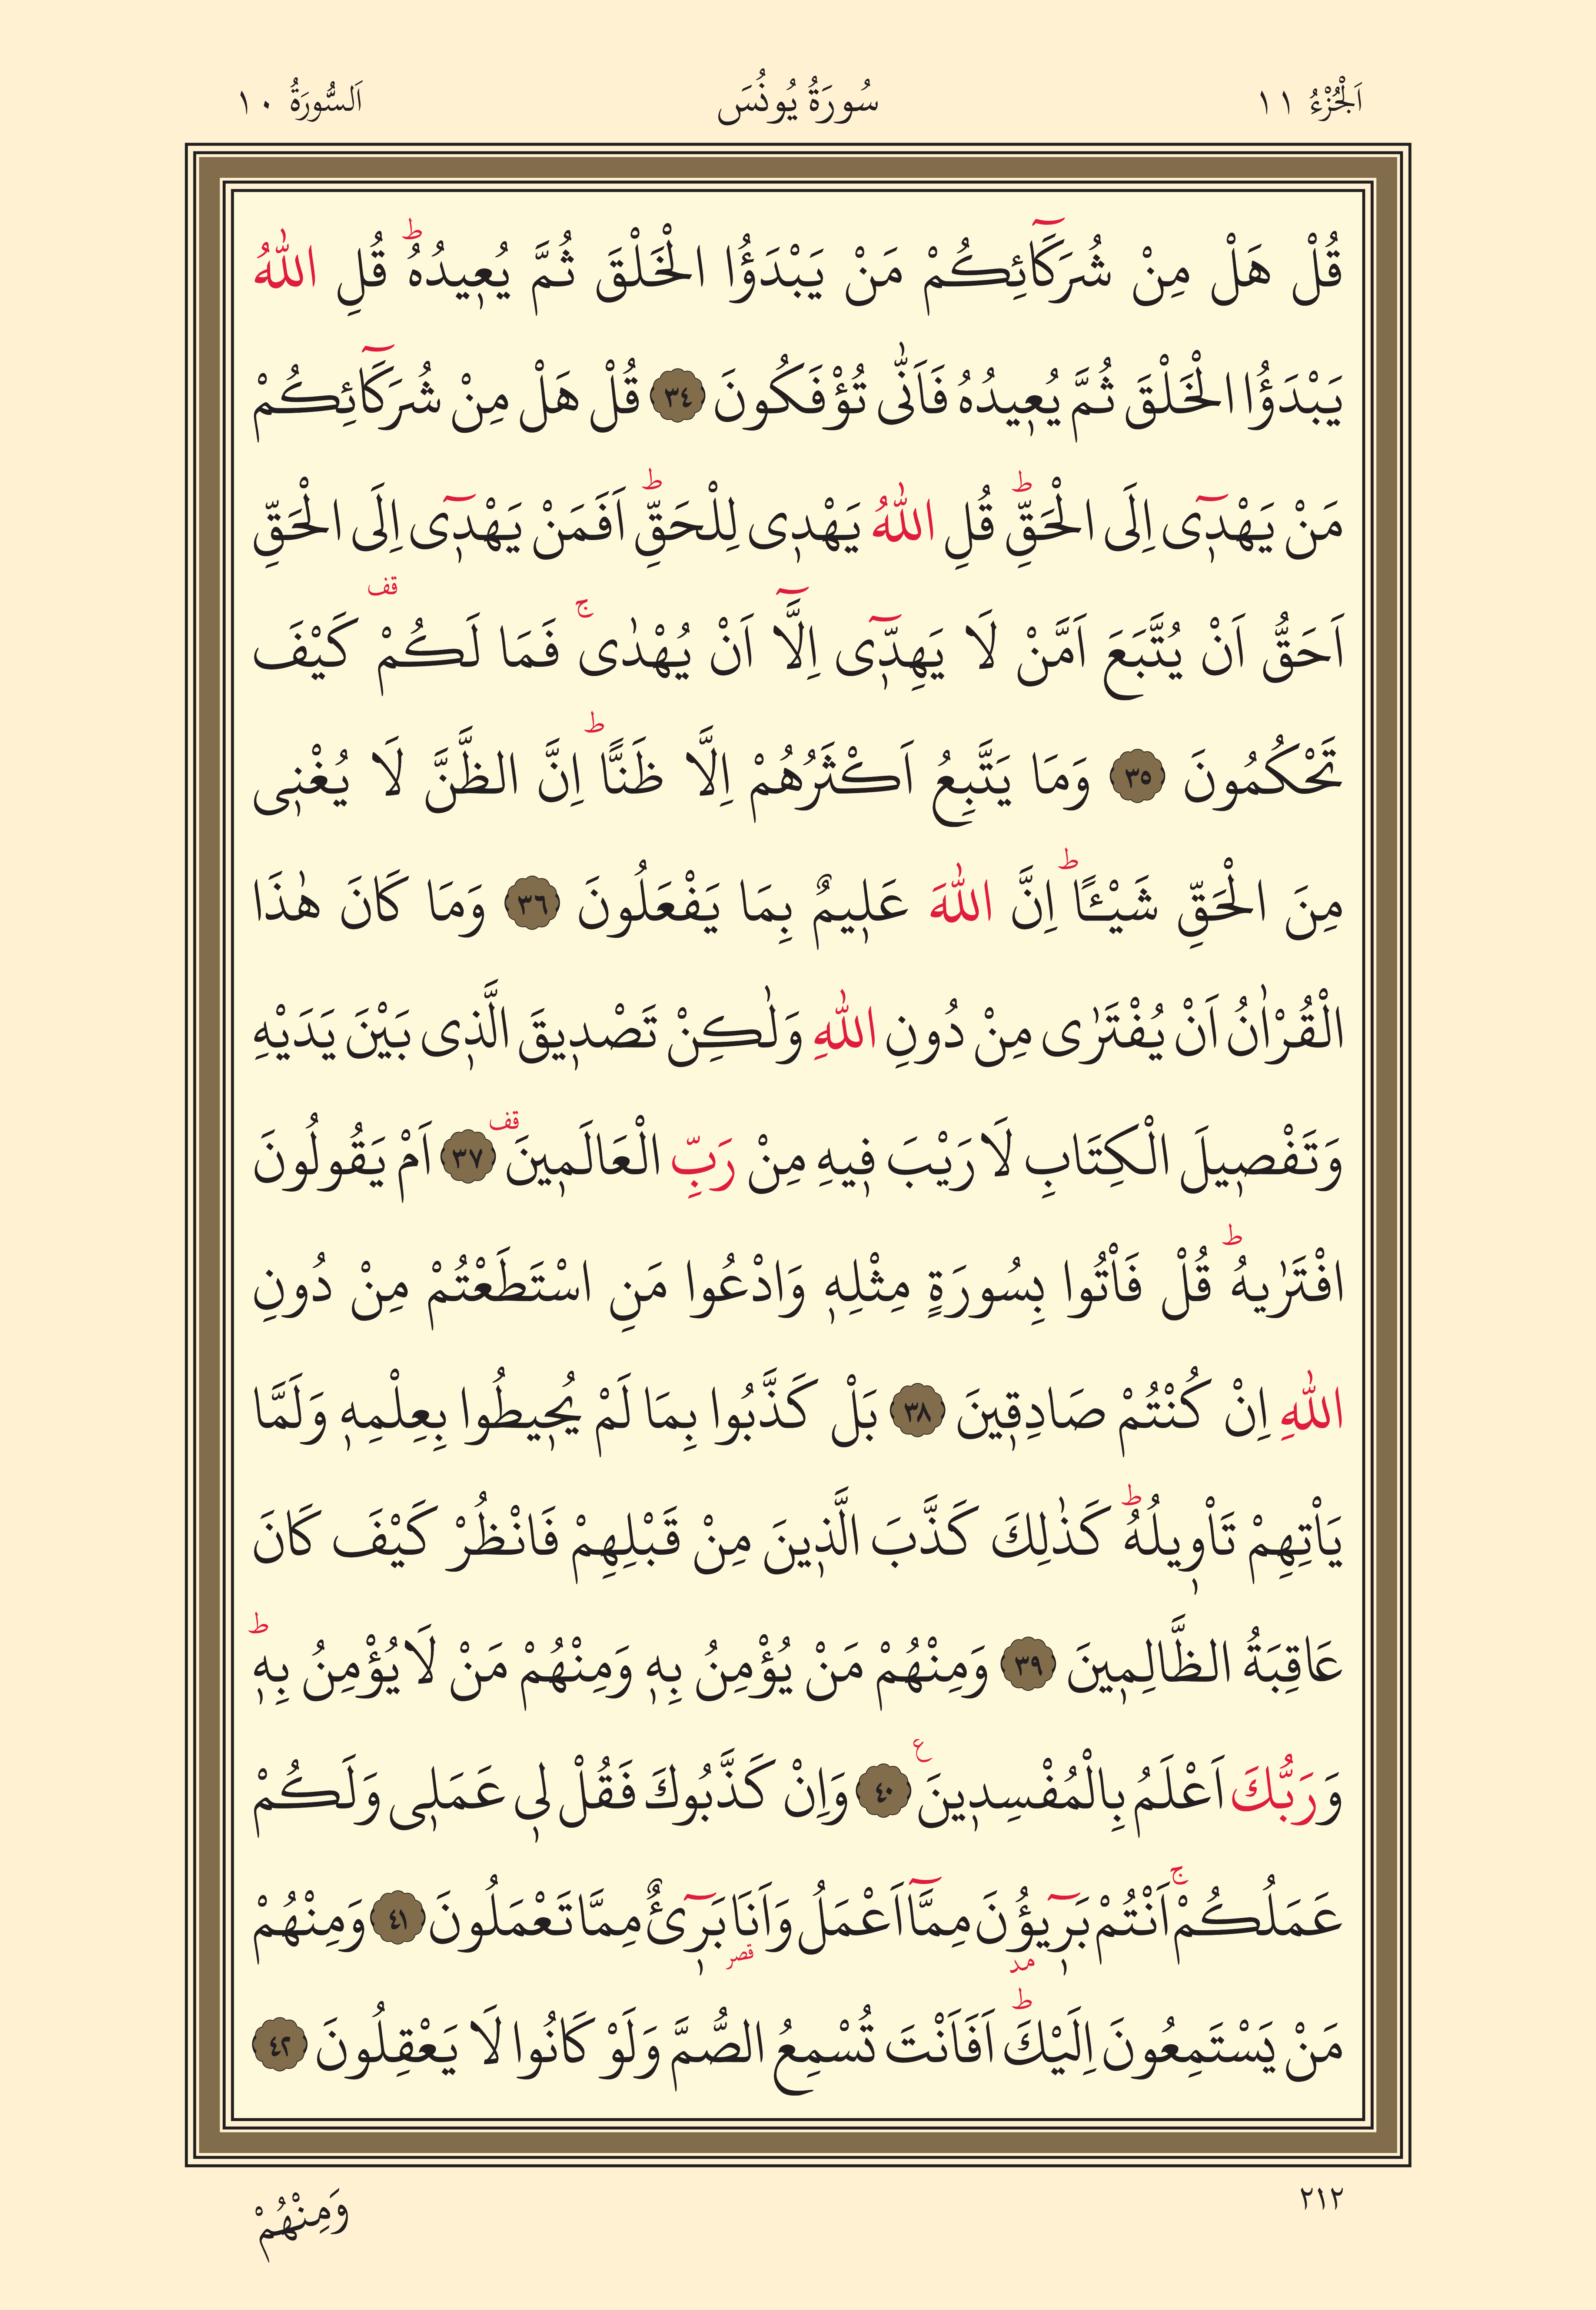 اَلْجُزْءُ ١١ سُورَةُ يُونُسَ اَلسُّورَةُ ١٠
قُلْ هَلْ مِنْ شُرَكَٓائِكُمْ مَنْ يَبْدَؤُا الْخَلْقَ ثُمَّ يُع۪يدُهُۜ قُلِ اللّٰهُ
يَبْدَؤُا الْخَلْقَ ثُمَّ يُع۪يدُهُ فَاَنّٰى تُؤْفَكُونَ ﴿٣٤﴾ قُلْ هَلْ مِنْ شُرَكَٓائِكُمْ
مَنْ يَهْد۪ٓي اِلَى الْحَقِّۜ قُلِ اللّٰهُ يَهْد۪ي لِلْحَقِّۜ اَفَمَنْ يَهْد۪ٓي اِلَى الْحَقِّ
اَحَقُّ اَنْ يُتَّبَعَ اَمَّنْ لَا يَهِدّ۪ٓي اِلَّٓا اَنْ يُهْدٰىۚ فَمَا لَكُمْ۠ قف كَيْفَ
تَحْكُمُونَ ﴿٣٥﴾ وَمَا يَتَّبِعُ اَكْثَرُهُمْ اِلَّا ظَنًّاۜ اِنَّ الظَّنَّ لَا يُغْن۪ي
مِنَ الْحَقِّ شَيْـًٔاۜ اِنَّ اللّٰهَ عَل۪يمٌ بِمَا يَفْعَلُونَ ﴿٣٦﴾ وَمَا كَانَ هٰذَا
الْقُرْاٰنُ اَنْ يُفْتَرٰى مِنْ دُونِ اللّٰهِ وَلٰكِنْ تَصْد۪يقَ الَّذ۪ي بَيْنَ يَدَيْهِ
وَتَفْص۪يلَ الْكِتَابِ لَا رَيْبَ ف۪يهِ مِنْ رَبِّ الْعَالَم۪ينَ قف ﴿٣٧﴾ اَمْ يَقُولُونَ
افْتَرٰيهُۜ قُلْ فَأْتُوا بِسُورَةٍ مِثْلِه۪ وَادْعُوا مَنِ اسْتَطَعْتُمْ مِنْ دُونِ
اللّٰهِ اِنْ كُنْتُمْ صَادِق۪ينَ ﴿٣٨﴾ بَلْ كَذَّبُوا بِمَا لَمْ يُح۪يطُوا بِعِلْمِه۪ وَلَمَّا
يَأْتِهِمْ تَأْو۪يلُهُۜ كَذٰلِكَ كَذَّبَ الَّذ۪ينَ مِنْ قَبْلِهِمْ فَانْظُرْ كَيْفَ كَانَ
عَاقِبَةُ الظَّالِم۪ينَ ﴿٣٩﴾ وَمِنْهُمْ مَنْ يُؤْمِنُ بِه۪ وَمِنْهُمْ مَنْ لَا يُؤْمِنُ بِه۪ۜ
وَرَبُّكَ اَعْلَمُ بِالْمُفْسِد۪ينَ ع ﴿٤٠﴾ وَاِنْ كَذَّبُوكَ فَقُلْ ل۪ي عَمَل۪ي وَلَكُمْ
عَمَلُكُمْۚ اَنْتُمْ بَر۪ٓيؤُ۫نَ مد مِمَّٓا اَعْمَلُ وَاَنَا۬ قصر بَر۪ٓيءٌ مِمَّا تَعْمَلُونَ ﴿٤١﴾ وَمِنْهُمْ
مَنْ يَسْتَمِعُونَ اِلَيْكَۜ اَفَاَنْتَ تُسْمِعُ الصُّمَّ وَلَوْ كَانُوا لَا يَعْقِلُونَ ﴿٤٢﴾
٢١٢ وَمِنْهُمْ